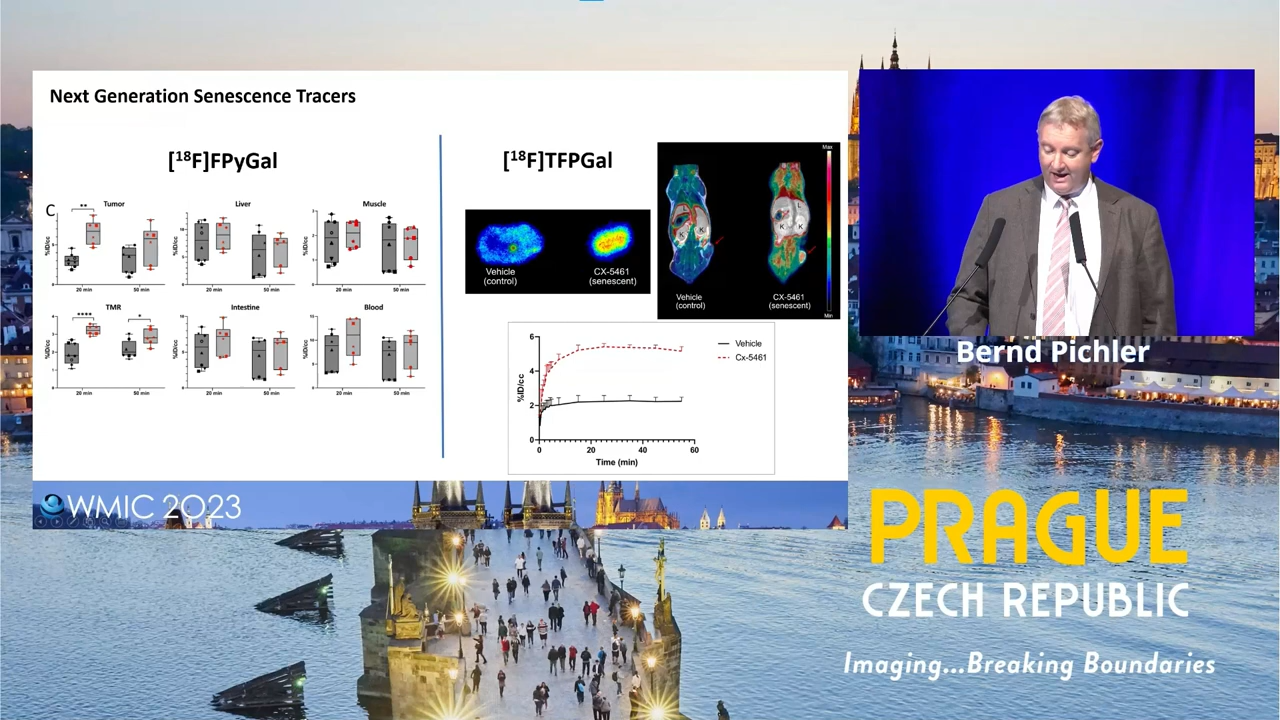 Next Generation Senescence Tracers
[18F]FPyGal
[18F]TFPGal
C
Tumor
Liver
Muscle
%ID/cc
%ID/cc
%ID/cc
**
20 min
50 min
20 min
50 min
20 min
50 min
TMR
Intestine
Blood
%ID/cc
%ID/cc
%ID/cc
****
*
20 min
50 min
20 min
50 min
20 min
50 min
Vehicle
(control)
CX-5461
(senescent)
Max
L
K
K
K
K
Vehicle
(control)
CX-5461
(senescent)
Min
%ID/cc
6
4
2
0
0
20
40
60
Time (min)
Vehicle
Cx-5461
WMIC 2023
Bernd Pichler
PRAGUE
CZECH REPUBLIC
Imaging...Breaking Boundaries